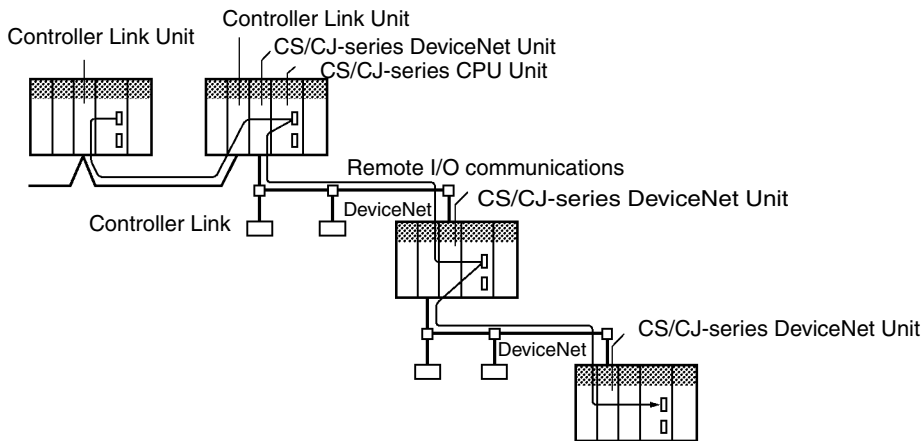 Controller Link Unit
Controller Link Unit
CS/CJ-series DeviceNet Unit
CS/CJ-series CPU Unit
Remote I/O communications
CS/CJ-series DeviceNet Unit
DeviceNet
Controller Link
CS/CJ-series DeviceNet Unit
DeviceNet